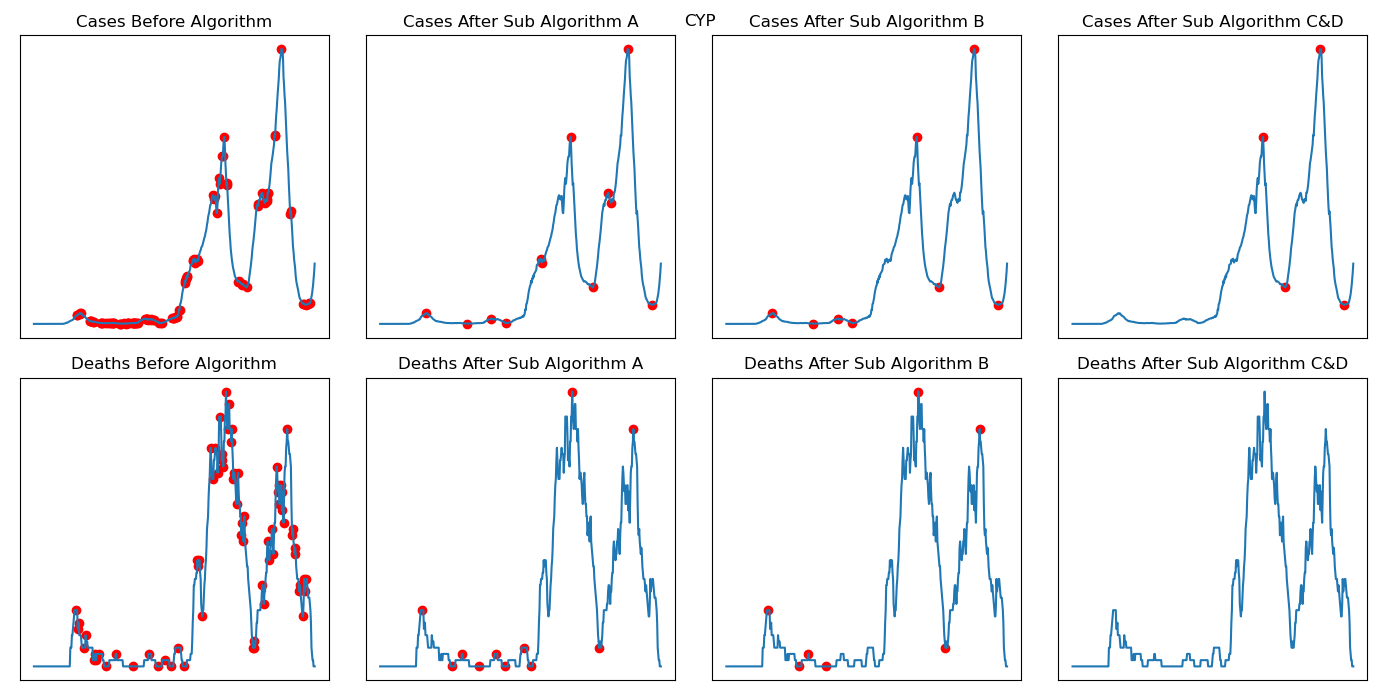 CYP
Cases Before Algorithm
Cases After Sub Algorithm A
Cases After Sub Algorithm B
Cases After Sub Algorithm C&D
Deaths Before Algorithm
Deaths After Sub Algorithm A
Deaths After Sub Algorithm B
Deaths After Sub Algorithm C&D